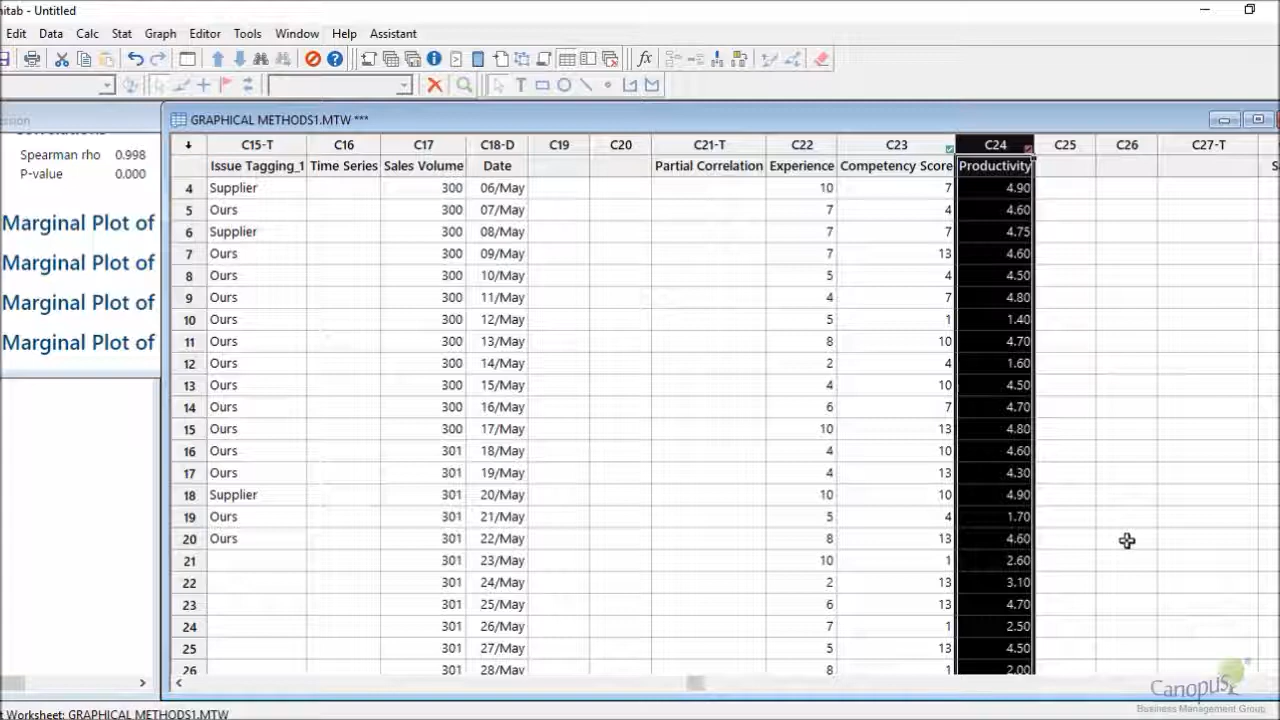 nitab - Untitled
Edit Data Calc Stat Graph Editor Tools Window Help Assistant
GRAPHICAL METHODS1.MTW ***
Spearman rho 0.998
P-value 0.000
Marginal Plot of
Marginal Plot of
Marginal Plot of
Marginal Plot of
C15-T C16 C17 C18-D C19 C20 C21-T C22 C23 C24 C25 C26 C27-T
Issue Tagging_1 Time Series Sales Volume Date Partial Correlation Experience Competency Score Productivity
4 Supplier 300 06/May 10 7 4.90
5 Ours 300 07/May 7 4 4.60
6 Supplier 300 08/May 7 7 4.75
7 Ours 300 09/May 7 13 4.60
8 Ours 300 10/May 5 4 4.50
9 Ours 300 11/May 4 7 4.80
10 Ours 300 12/May 5 1 1.40
11 Ours 300 13/May 8 10 4.70
12 Ours 300 14/May 2 4 1.60
13 Ours 300 15/May 4 10 4.50
14 Ours 300 16/May 6 7 4.70
15 Ours 300 17/May 10 13 4.80
16 Ours 301 18/May 4 10 4.60
17 Ours 301 19/May 4 13 4.30
18 Supplier 301 20/May 10 10 4.90
19 Ours 301 21/May 5 4 1.70
20 Ours 301 22/May 8 13 4.60
21 301 23/May 10 1 2.60
22 301 24/May 2 13 3.10
23 301 25/May 6 13 4.70
24 301 26/May 7 1 2.50
25 301 27/May 5 13 4.50
26 301 28/May 8 1 2.00
Canopus
Business Management Group
t Worksheet: GRAPHICAL METHODS1.MTW